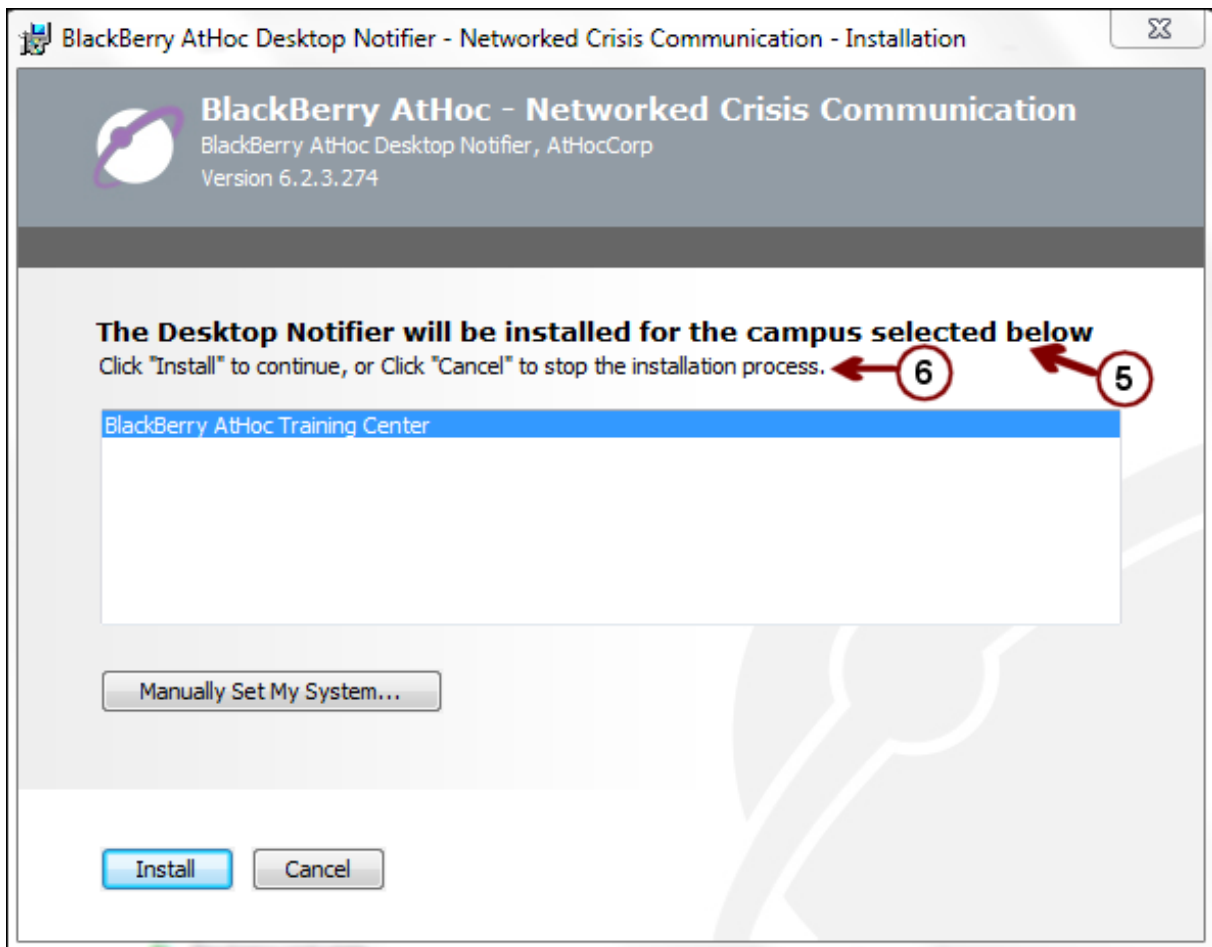 BlackBerry AtHoc Desktop Notifier - Networked Crisis Communication - Installation
BlackBerry AtHoc - Networked Crisis Communication
BlackBerry AtHoc Desktop Notifier, AtHocCorp
Version 6.2.3.274
The Desktop Notifier will be installed for the campus selected below
Click "Install" to continue, or Click "Cancel" to stop the installation process.
6
5
BlackBerry AtHoc Training Center
Manually Set My System...
Install
Cancel